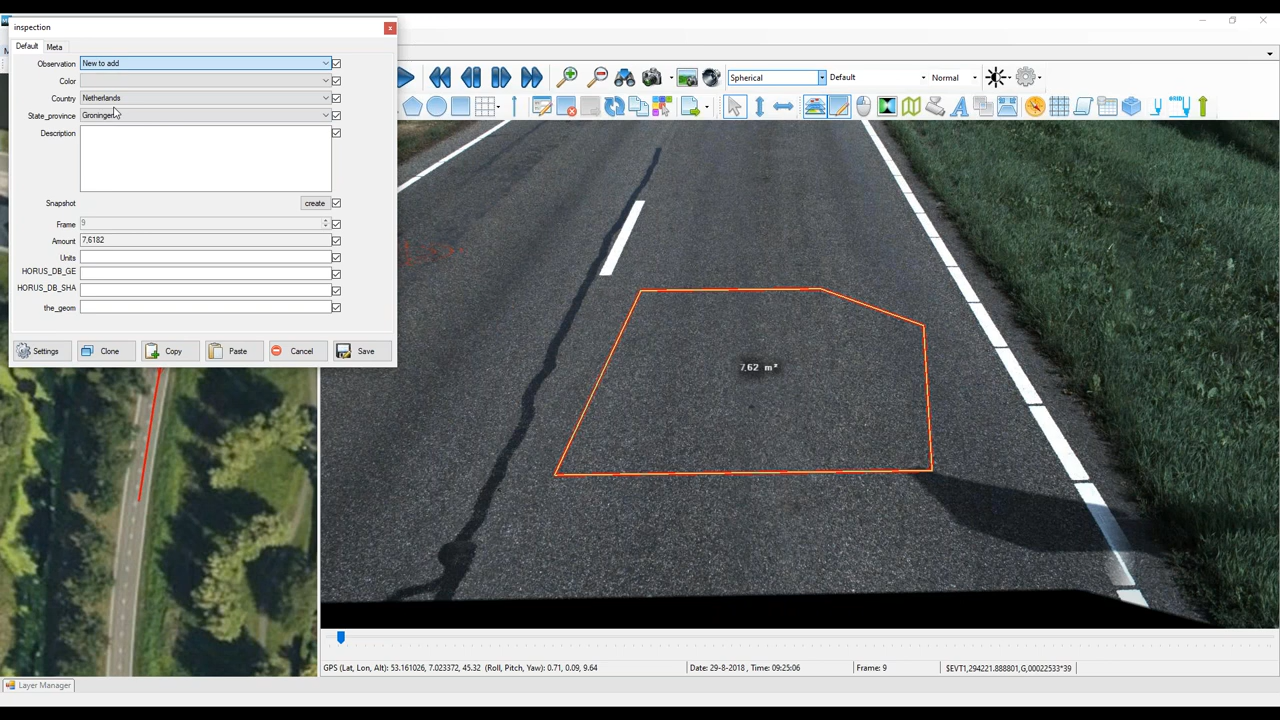 inspection
x
Default Meta
Observation New to add
Color
Country Netherlands
State_province Groningen
Description
Snapshot create
Frame 9
Amount 7,6182
Units
HORUS_DB_GE
HORUS_DB_SHA
the_geom
Settings Clone Copy Paste Cancel Save
Spherical Default Normal
7,62 m²
GPS (Lat, Lon, Alt): 53.161026, 7.023372, 45.32 (Roll, Pitch, Yaw): 0.71, 0.09, 9.64 Date: 29-8-2018 , Time: 09:25:06 Frame: 9 $EVT1,294221.888801,G,00022533*39
Layer Manager